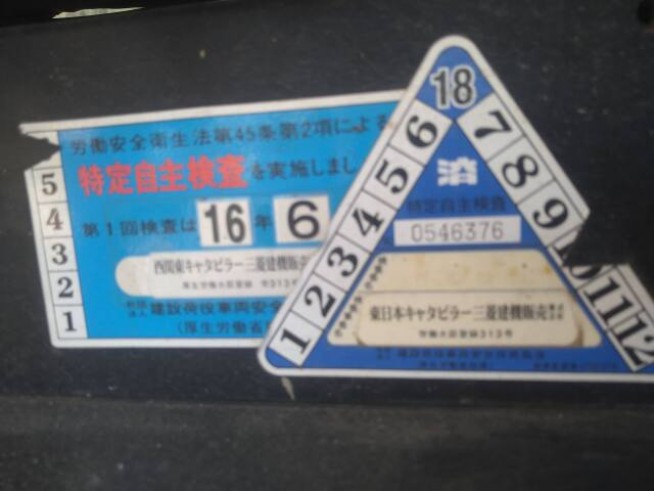 労働安全衛生法第45条第2項による
特定自主検査を実施しまし
第1回検査は16年6
西関東キャタピラー三菱建機販売
5
4
3
2
1
建設荷役車両安全
(厚生労働省
18
1 2 3 4 5 6
7 8 9 10 11 12
済
特定自主検査
0546376
東日本キャタピラー三菱建機販売